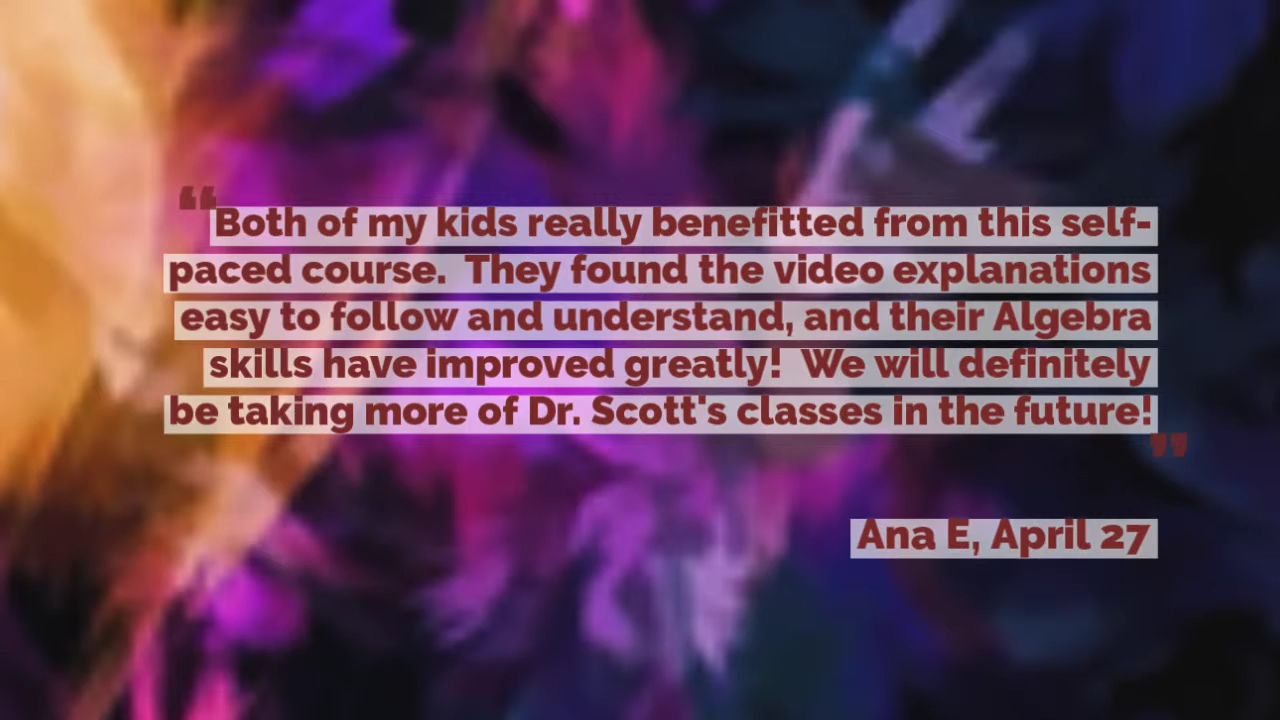 “Both of my kids really benefitted from this self-
paced course.  They found the video explanations
easy to follow and understand, and their Algebra
skills have improved greatly!  We will definitely
be taking more of Dr. Scott's classes in the future!
”
Ana E, April 27